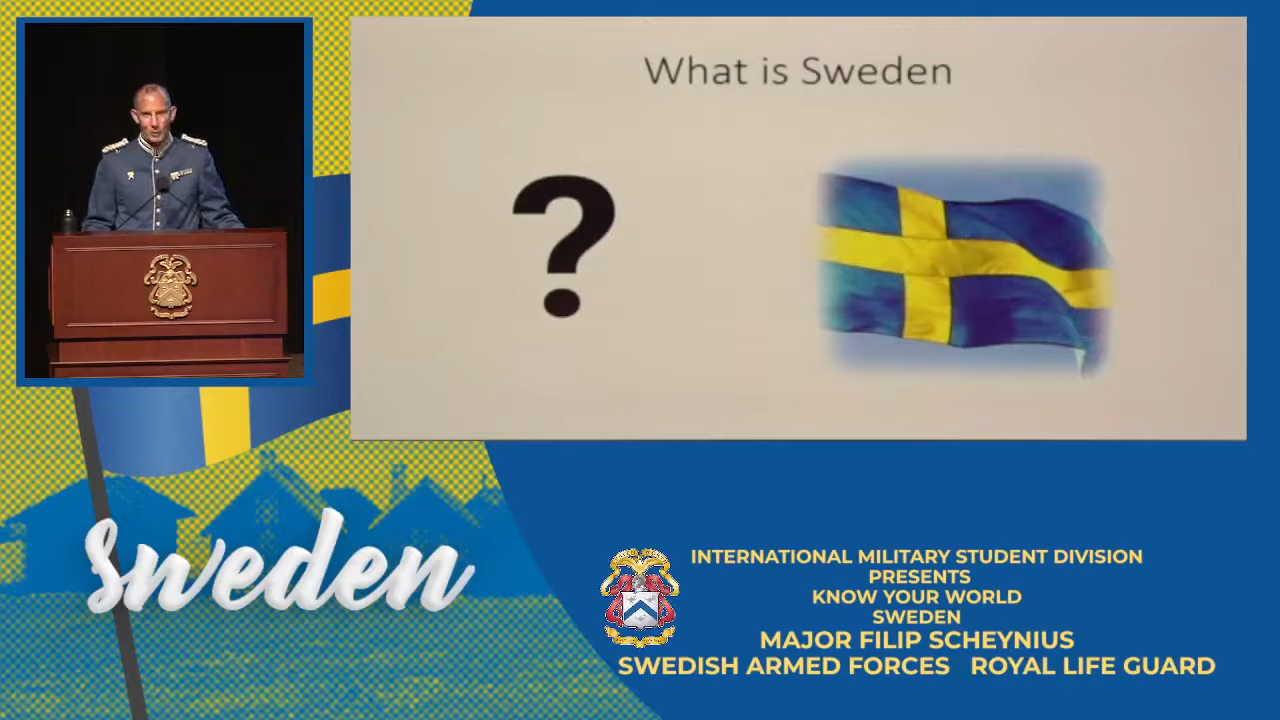 What is Sweden
?
Sweden
INTERNATIONAL MILITARY STUDENT DIVISION
PRESENTS
KNOW YOUR WORLD
SWEDEN
MAJOR FILIP SCHEYNIUS
SWEDISH ARMED FORCES ROYAL LIFE GUARD